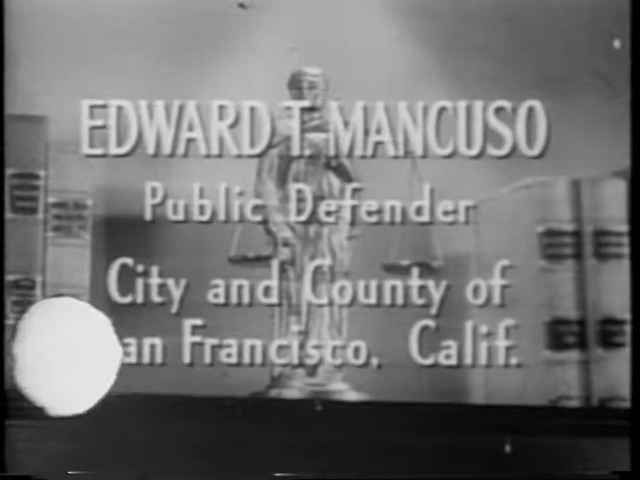 EDWARD T. MANCUSO
Public Defender
City and County of
an Francisco, Calif.